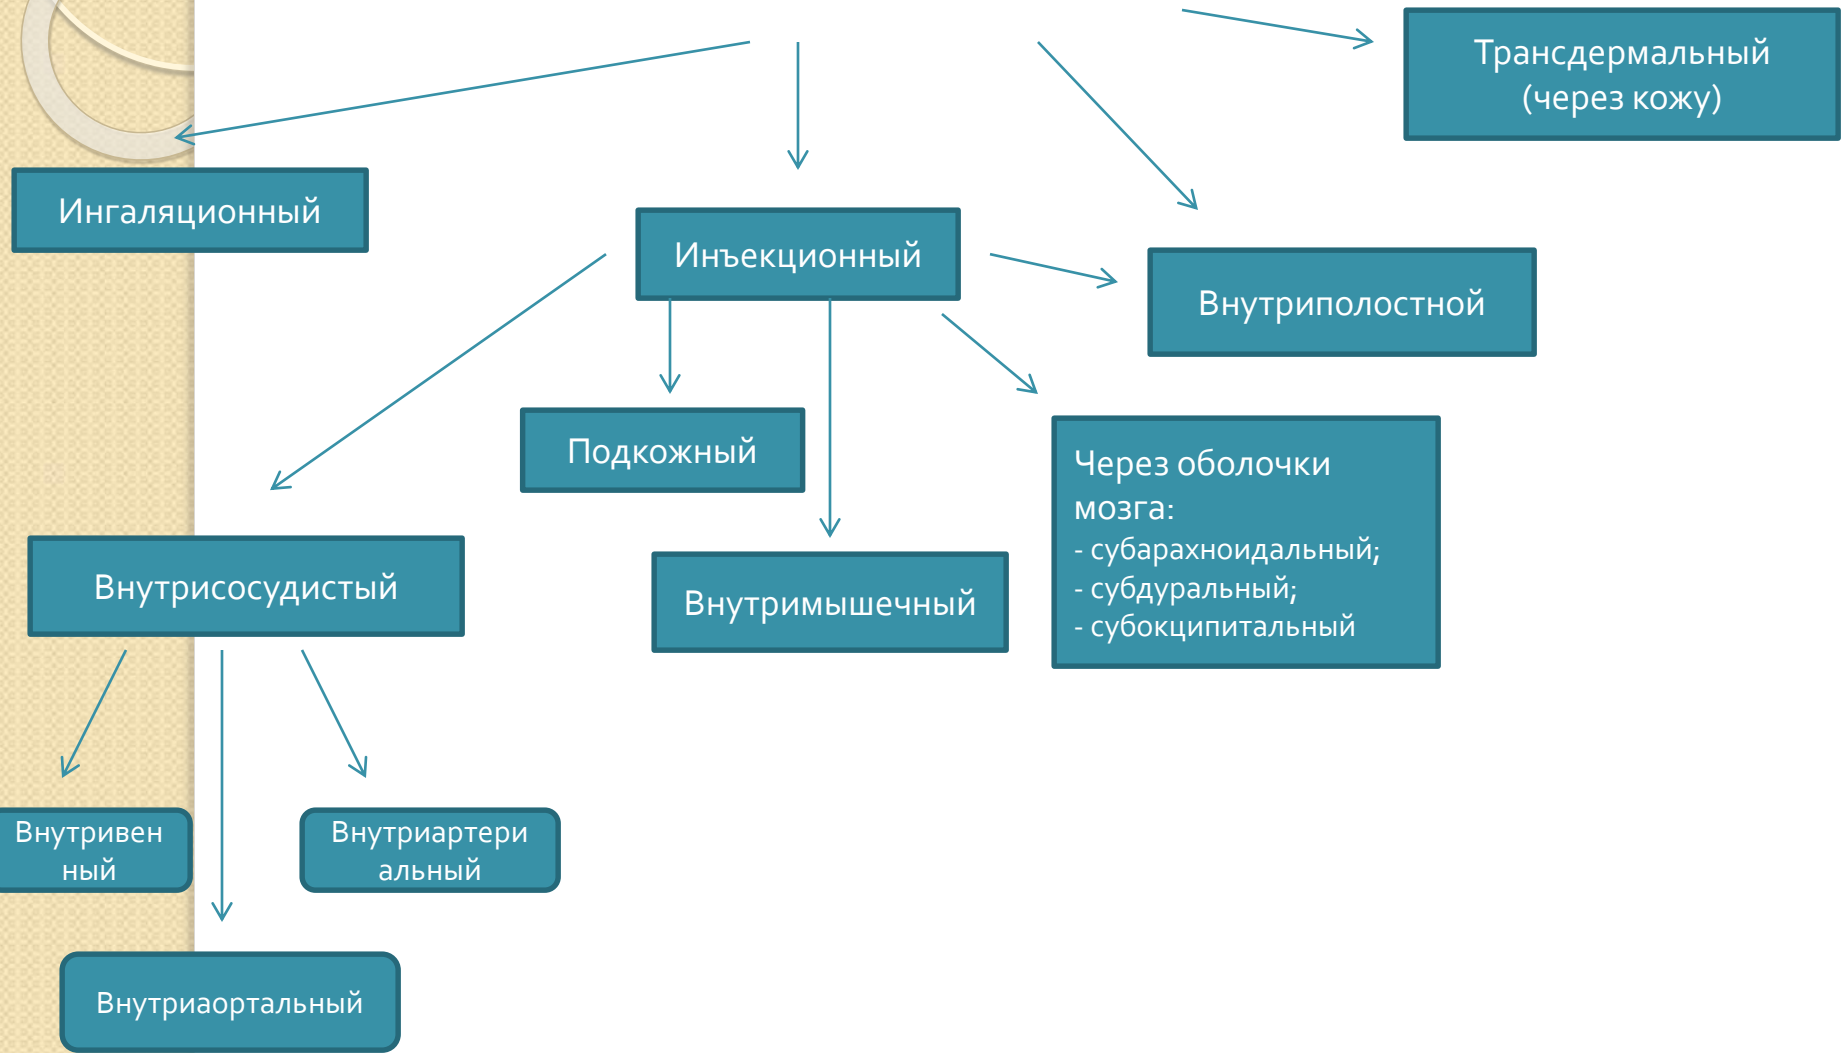 Трансдермальный
(через кожу)
Ингаляционный
Инъекционный
Внутриполостной
Подкожный
Через оболочки
мозга:
- субарахноидальный;
- субдуральный;
- субокципитальный
Внутрисосудистый
Внутримышечный
Внутривен
ный
Внутриартери
альный
Внутриаортальный